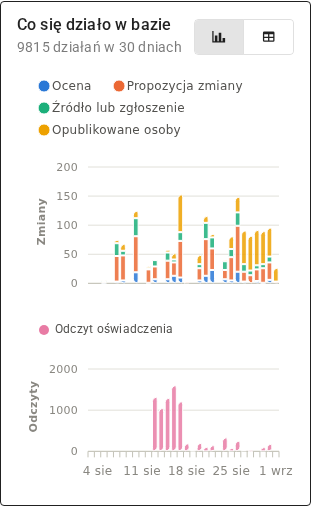 Co się działo w bazie
9815 działań w 30 dniach
Ocena
Propozycja zmiany
Źródło lub zgłoszenie
Opublikowane osoby
Zmiany
200
150
100
50
0
Odczyt oświadczenia
Odczyty
2000
1000
0
4 sie 11 sie 18 sie 25 sie 1 wrz